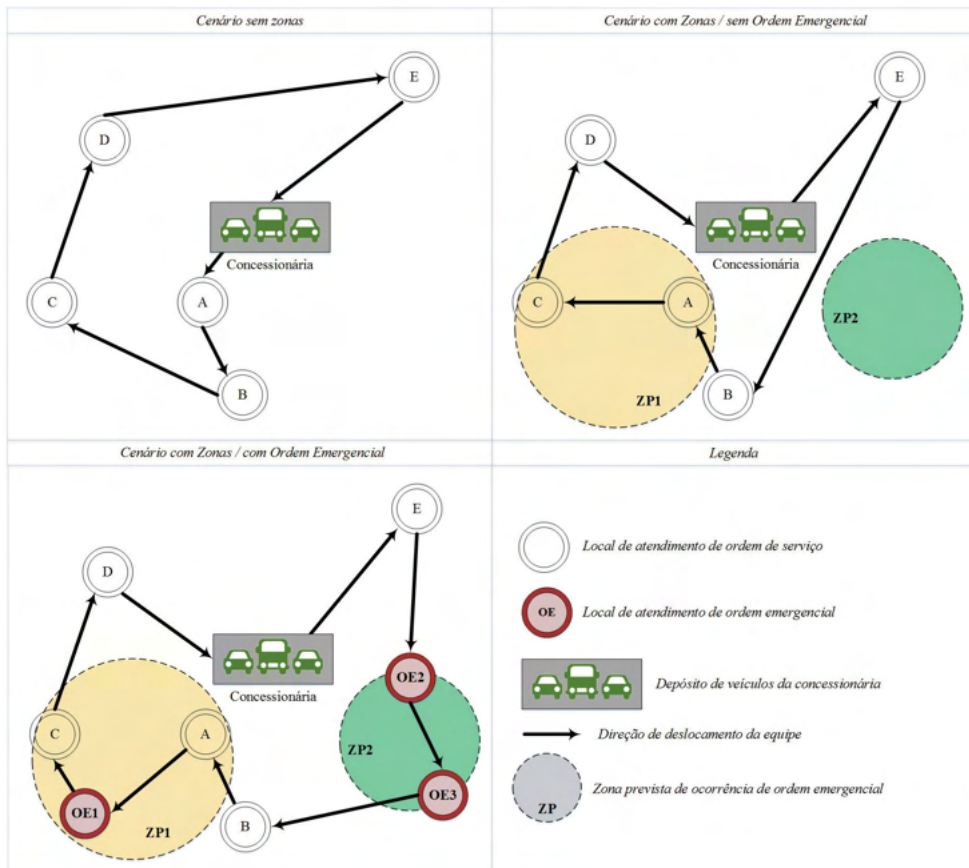 Cenário sem zonas
E
D
Concessionária
C
A
B
Cenário com Zonas / sem Ordem Emergencial
E
D
Concessionária
C
A
ZP2
B
ZP1
Cenário com Zonas / com Ordem Emergencial
E
D
Concessionária
OE2
C
A
ZP2
OE1
OE3
B
ZP1
Legenda
Local de atendimento de ordem de serviço
OE
Local de atendimento de ordem emergencial
Depósito de veículos da concessionária
Direção de deslocamento da equipe
Zona prevista de ocorrência de ordem emergencial
ZP